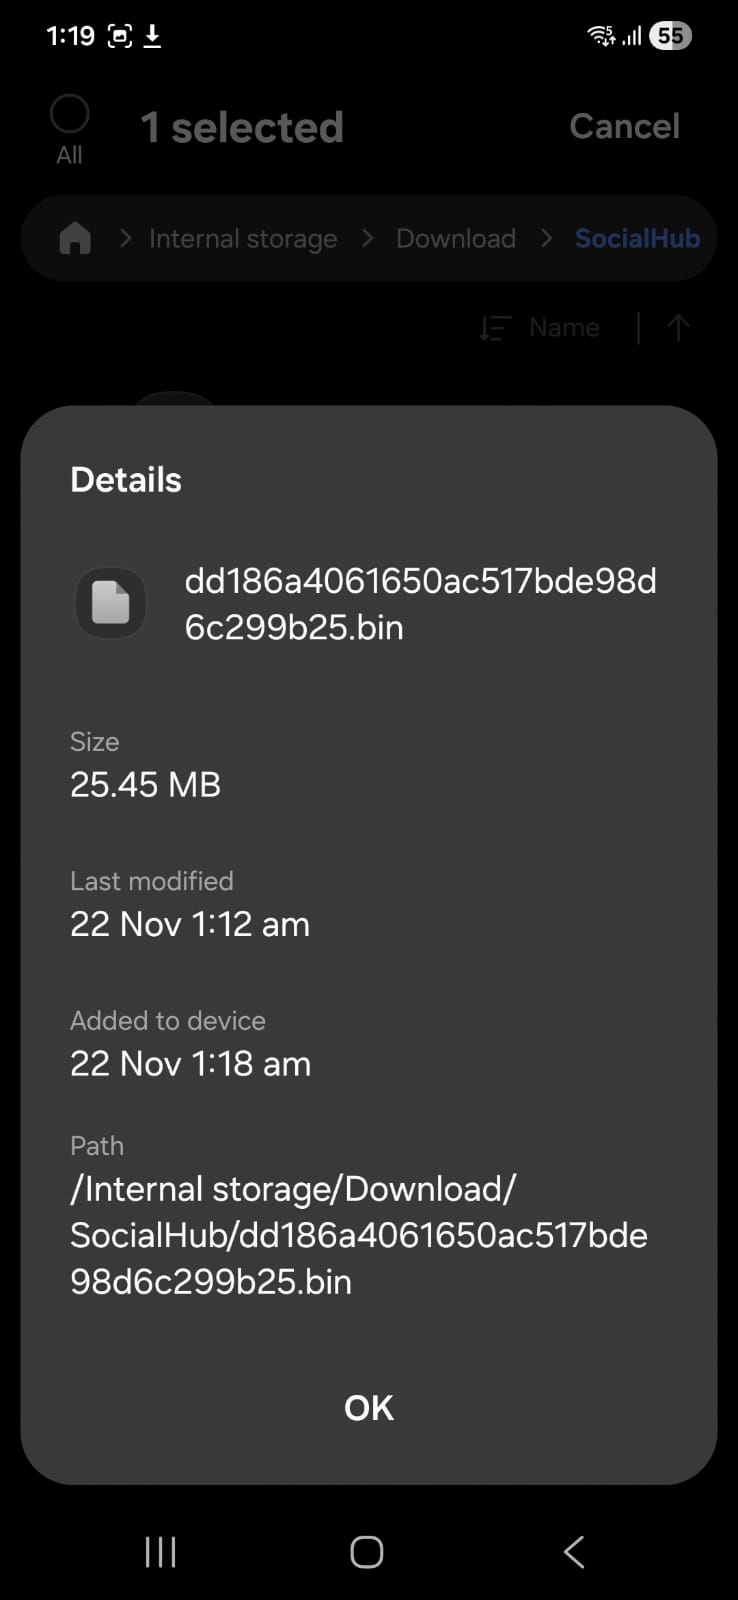 1:19 55
All 1 selected Cancel
Internal storage > Download > SocialHub
Name
Details
dd186a4061650ac517bde98d
6c299b25.bin
Size
25.45 MB
Last modified
22 Nov 1:12 am
Added to device
22 Nov 1:18 am
Path
/Internal storage/Download/
SocialHub/dd186a4061650ac517bde
98d6c299b25.bin
OK